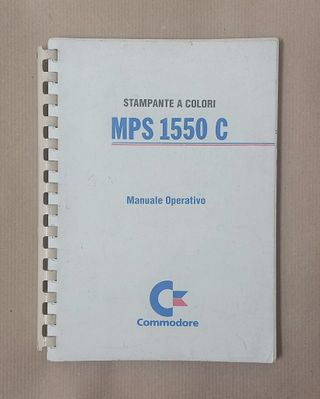 STAMPANTE A COLORI
MPS 1550 C
Manuale Operativo
Commodore